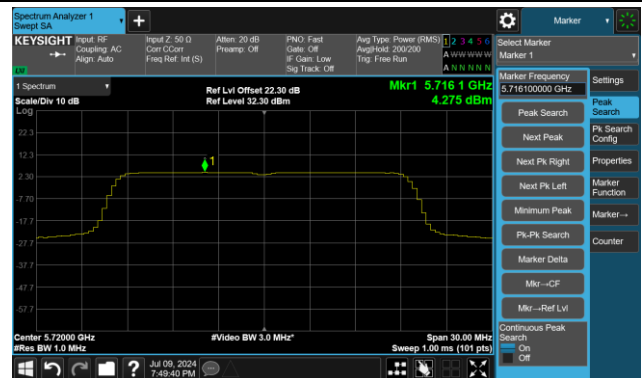 Spectrum Analyzer 1
Swept SA
Marker
KEYSIGHT
Input: RF
Coupling: AC
Align: Auto
Input Z: 50 Ω
Corr CCorr
Freq Ref: Int (S)
Atten: 20 dB
Preamp: Off
PNO: Fast
Gate: Off
IF Gain: Low
Sig Track: Off
Avg Type: Power (RMS)
Avg|Hold: 200/200
Trig: Free Run
1 2 3 4 5 6
A W W W W W
A N N N N N
LW
Select Marker
Marker 1
1 Spectrum
Scale/Div 10 dB
Log
Ref Lvl Offset 22.30 dB
Ref Level 32.30 dBm
Mkr1 5.716 1 GHz
4.275 dBm
22.3
12.3
2.30
-7.70
-17.7
-27.7
-37.7
-47.7
-57.7
1
Center 5.72000 GHz
#Res BW 1.0 MHz
#Video BW 3.0 MHz*
Span 30.00 MHz
Sweep 1.00 ms (101 pts)
Marker Frequency
5.716100000 GHz
Peak Search
Next Peak
Next Pk Right
Next Pk Left
Minimum Peak
Pk-Pk Search
Marker Delta
Mkr→CF
Mkr→Ref Lvl
Continuous Peak
Search
On
Off
Settings
Peak
Search
Pk Search
Config
Properties
Marker
Function
Marker→
Counter
?
Jul 09, 2024
7:49:40 PM